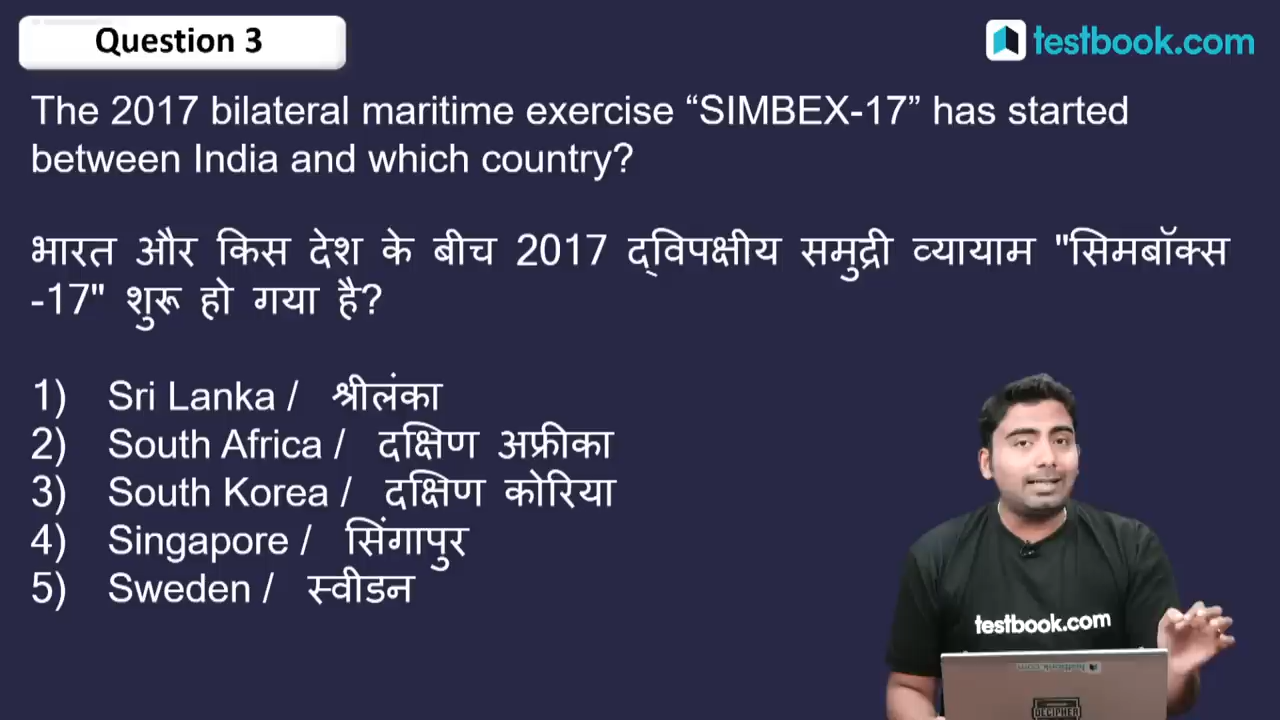 Question 3
testbook.com
The 2017 bilateral maritime exercise “SIMBEX-17” has started
between India and which country?
भारत और किस देश के बीच 2017 द्विपक्षीय समुद्री व्यायाम "सिमबॉक्स
-17" शुरू हो गया है?
1) Sri Lanka / श्रीलंका
2) South Africa / दक्षिण अफ्रीका
3) South Korea / दक्षिण कोरिया
4) Singapore / सिंगापुर
5) Sweden / स्वीडन
testbook.com
DECIPHER